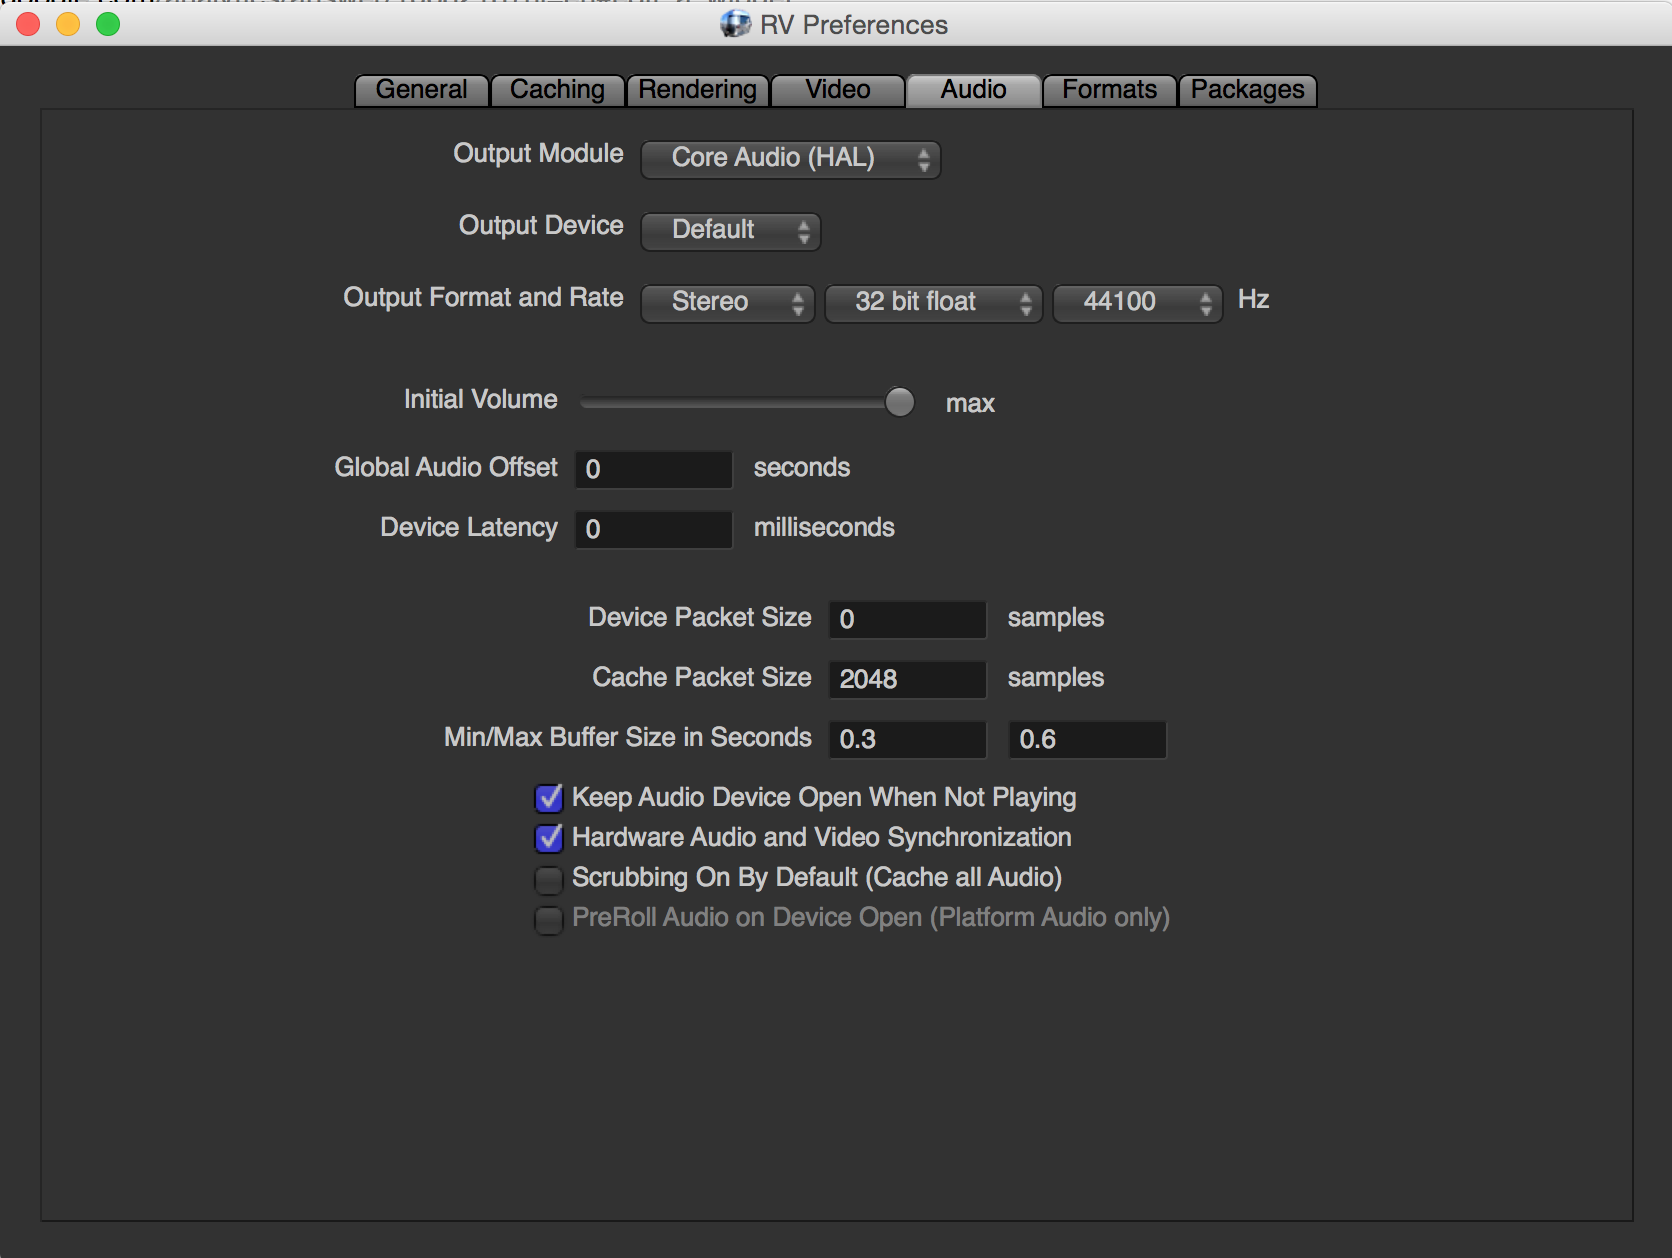 RV Preferences
General Caching Rendering Video Audio Formats Packages
Output Module Core Audio (HAL)
Output Device Default
Output Format and Rate Stereo 32 bit float 44100 Hz
Initial Volume max
Global Audio Offset 0 seconds
Device Latency 0 milliseconds
Device Packet Size 0 samples
Cache Packet Size 2048 samples
Min/Max Buffer Size in Seconds 0.3 0.6
Keep Audio Device Open When Not Playing
Hardware Audio and Video Synchronization
Scrubbing On By Default (Cache all Audio)
PreRoll Audio on Device Open (Platform Audio only)